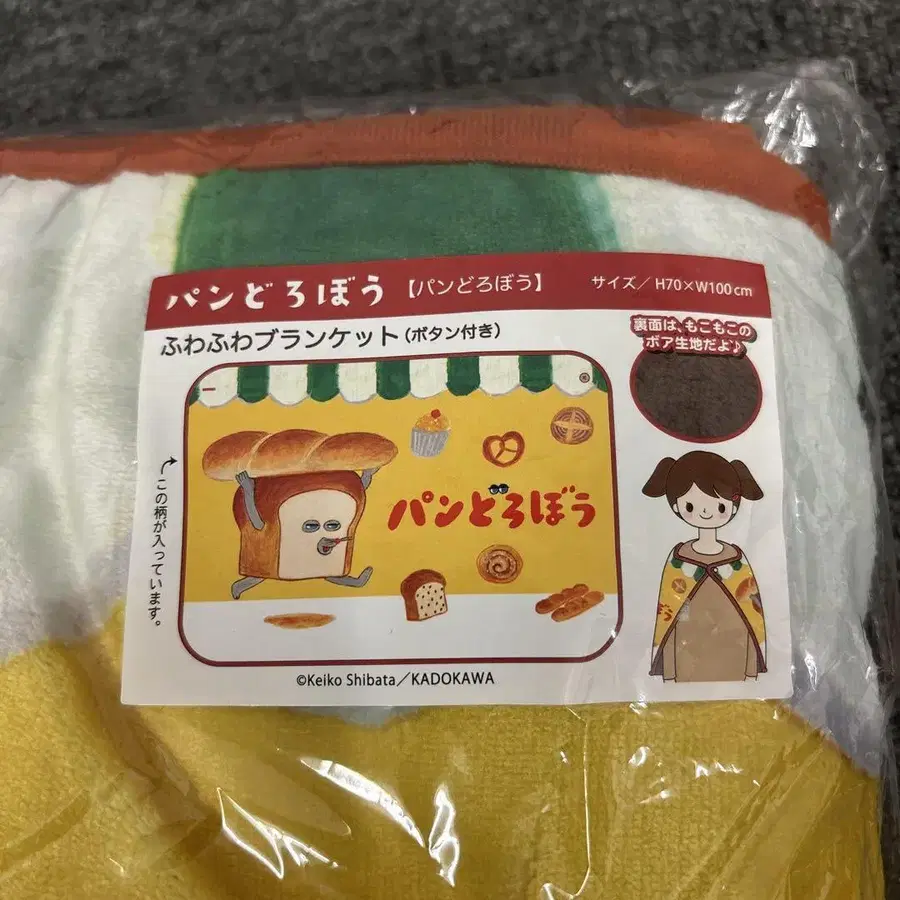 パンどろぼう【パンどろぼう】 サイズ／H70×W100cm
ふわふわブランケット(ボタン付き)
裏面は、もこもこの
ボア生地だよ♪
パンどろぼう
この柄が入っています。
©Keiko Shibata／KADOKAWA